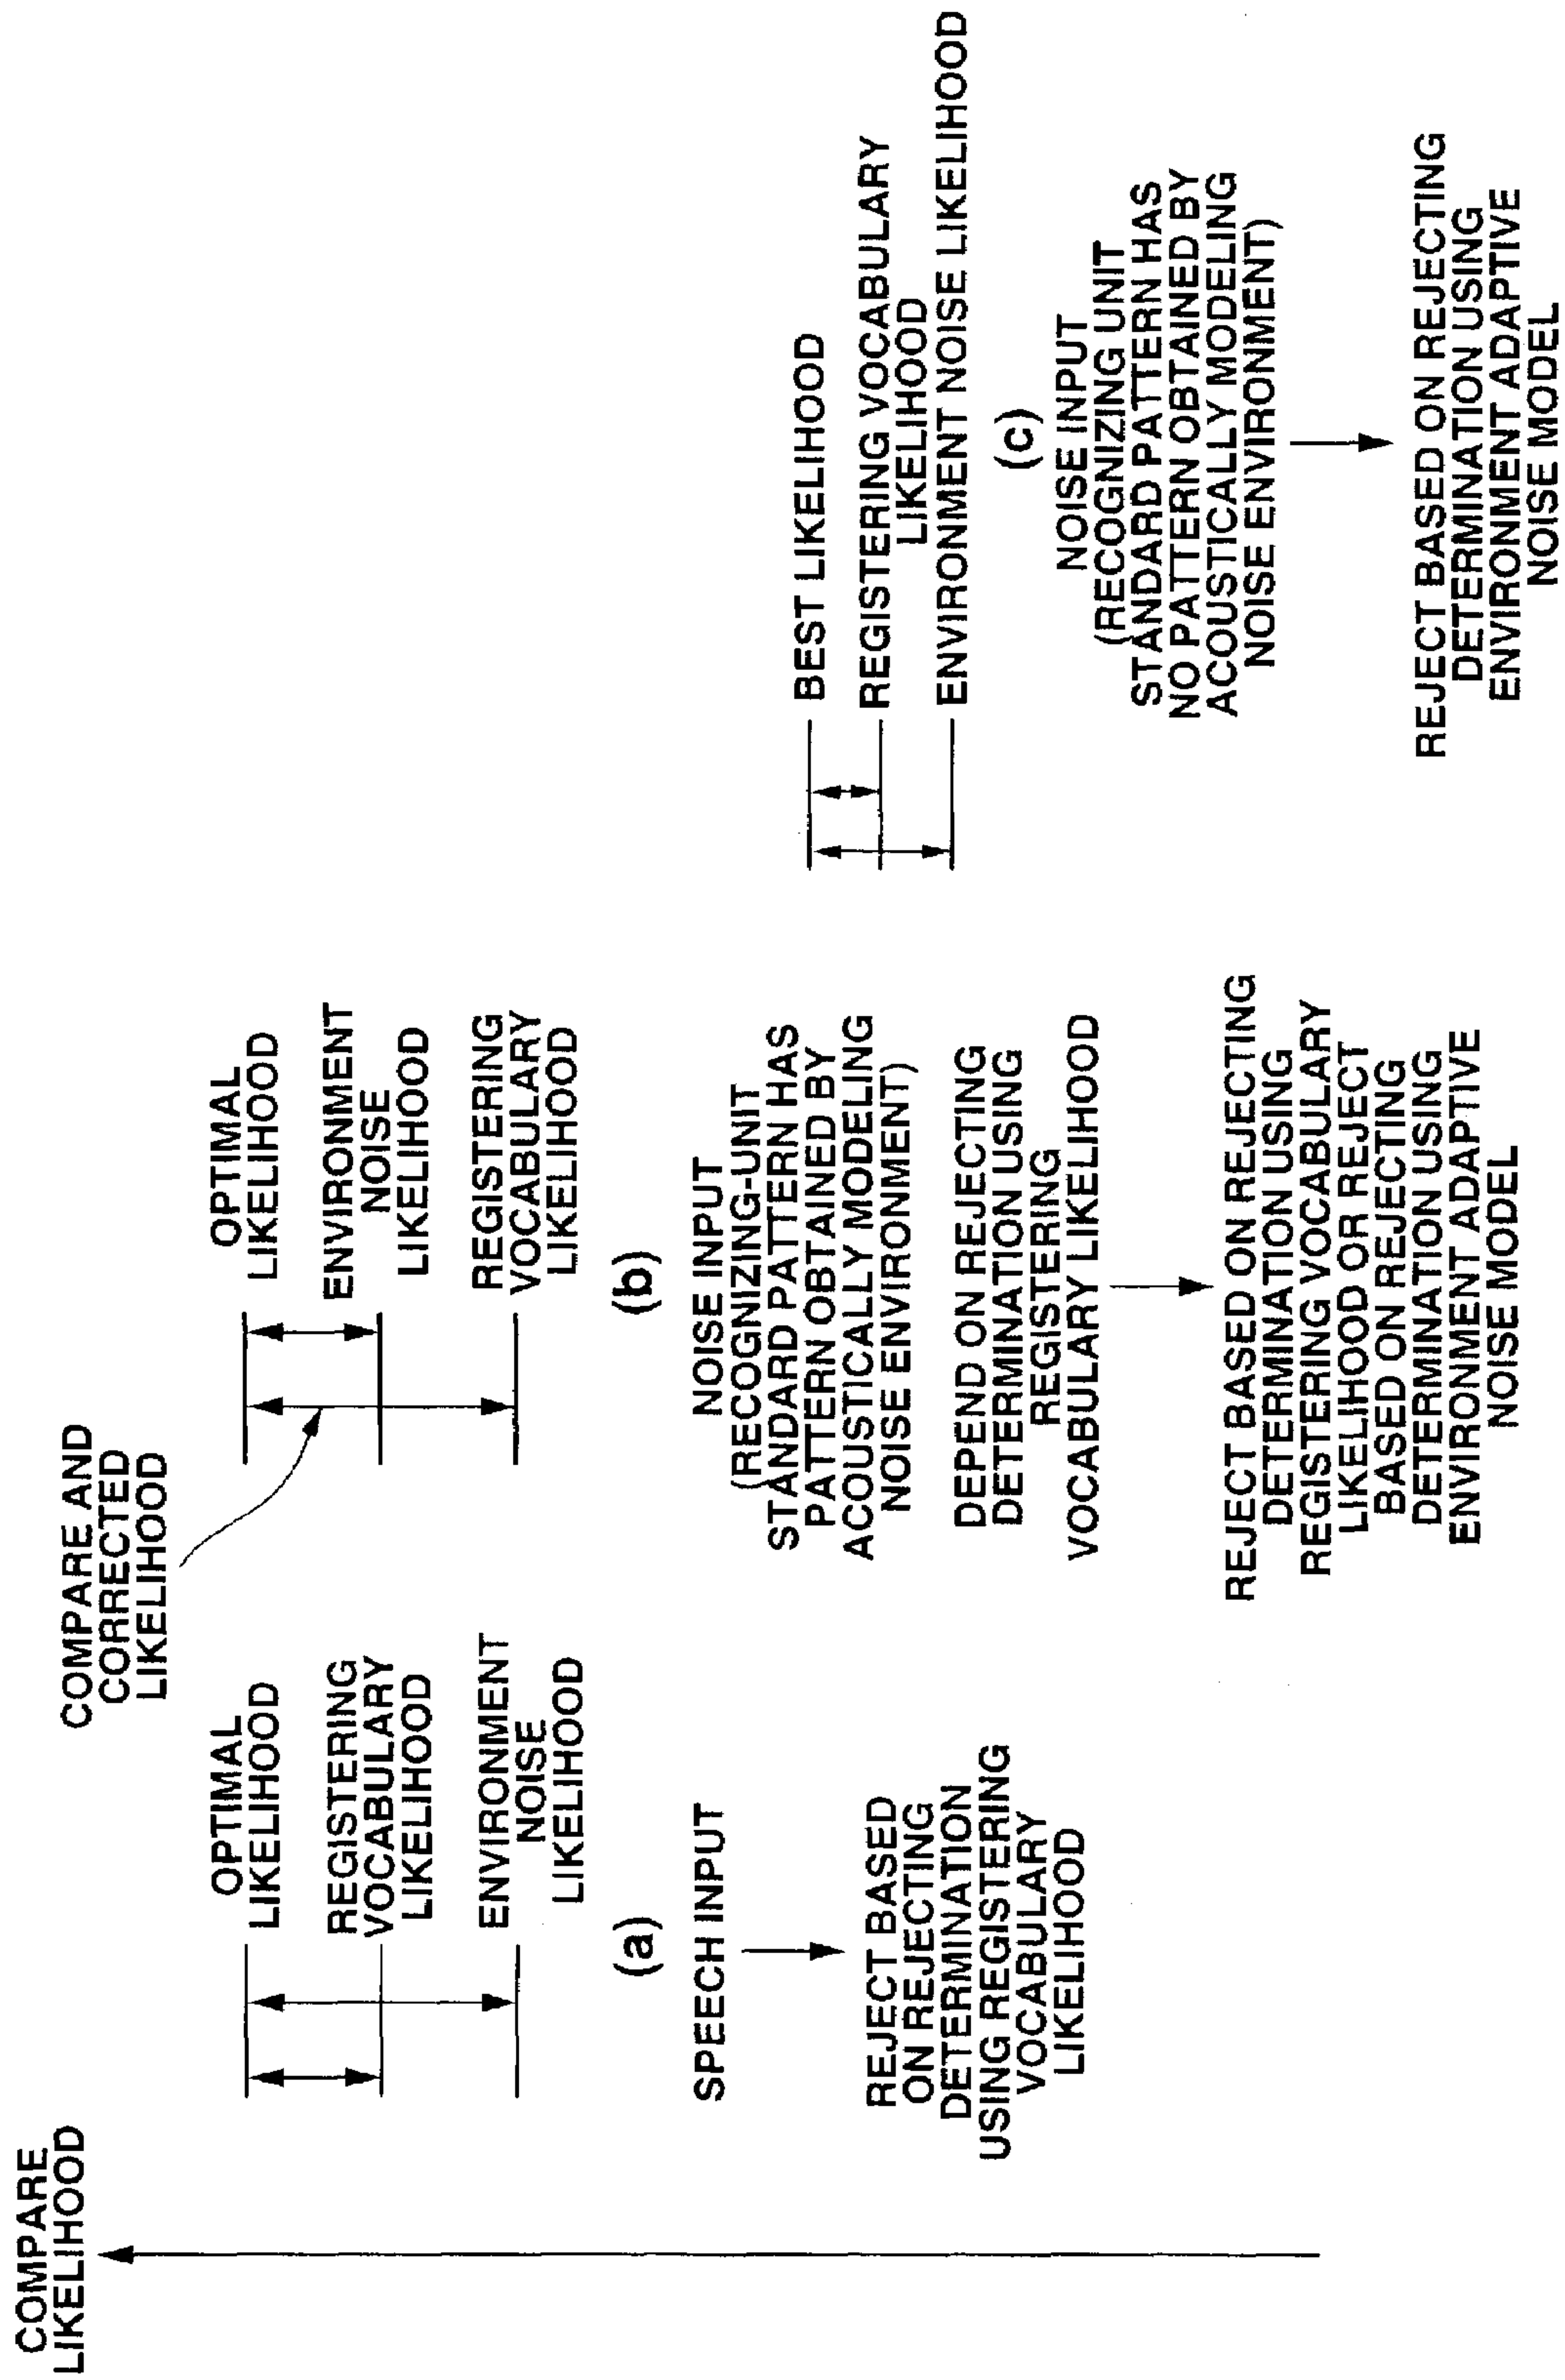 COMPARE
LIKELIHOOD
OPTIMAL
LIKELIHOOD
REGISTERING
VOCABULARY
LIKELIHOOD
ENVIRONMENT
NOISE
LIKELIHOOD
(a)
SPEECH INPUT
REJECT BASED
ON REJECTING
DETERMINATION
USING REGISTERING
VOCABULARY
LIKELIHOOD
COMPARE AND
CORRECTED
LIKELIHOOD
OPTIMAL
LIKELIHOOD
ENVIRONMENT
NOISE
LIKELIHOOD
REGISTERING
VOCABULARY
LIKELIHOOD
(b)
NOISE INPUT
(RECOGNIZING-UNIT
STANDARD PATTERN HAS
PATTERN OBTAINED BY
ACOUSTICALLY MODELING
NOISE ENVIRONMENT)
DEPEND ON REJECTING
DETERMINATION USING
REGISTERING
VOCABULARY LIKELIHOOD
REJECT BASED ON REJECTING
DETERMINATION USING
REGISTERING VOCABULARY
LIKELIHOOD OR REJECT
BASED ON REJECTING
DETERMINATION USING
ENVIRONMENT ADAPTIVE
NOISE MODEL
BEST LIKELIHOOD
REGISTERING VOCABULARY
LIKELIHOOD
ENVIRONMENT NOISE LIKELIHOOD
(c)
NOISE INPUT
(RECOGNIZING UNIT
STANDARD PATTERN HAS
NO PATTERN OBTAINED BY
ACOUSTICALLY MODELING
NOISE ENVIRONMENT)
REJECT BASED ON REJECTING
DETERMINATION USING
ENVIRONMENT ADAPTIVE
NOISE MODEL